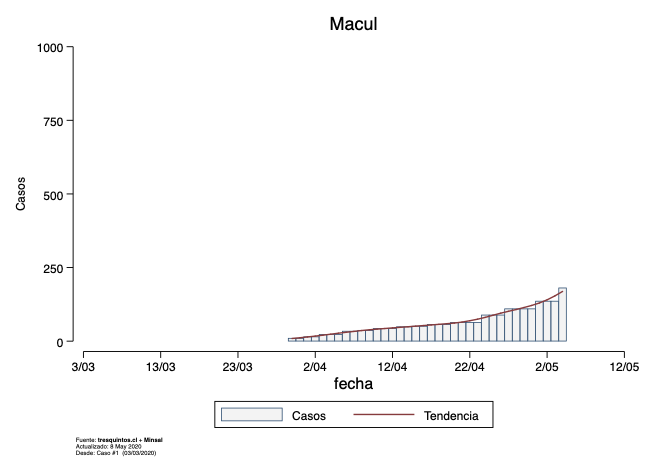 Macul
Casos
1000
750
500
250
0
3/03 13/03 23/03 2/04 12/04 22/04 2/05 12/05
fecha
Casos Tendencia
Fuente: tresquintos.cl + Minsal
Actualizado: 8 May 2020
Desde: Caso #1 (03/03/2020)